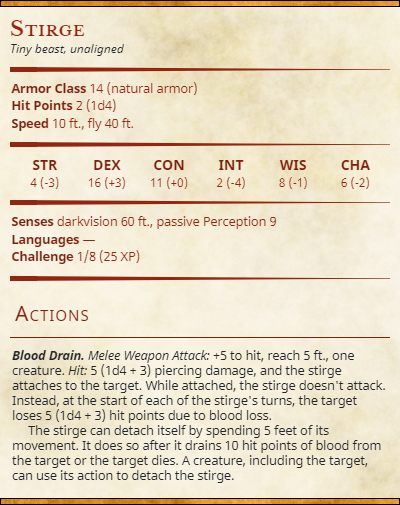 Stirge
Tiny beast, unaligned
Armor Class 14 (natural armor)
Hit Points 2 (1d4)
Speed 10 ft., fly 40 ft.
STR DEX CON INT WIS CHA
4 (-3) 16 (+3) 11 (+0) 2 (-4) 8 (-1) 6 (-2)
Senses darkvision 60 ft., passive Perception 9
Languages —
Challenge 1/8 (25 XP)
Actions
Blood Drain. Melee Weapon Attack: +5 to hit, reach 5 ft., one
creature. Hit: 5 (1d4 + 3) piercing damage, and the stirge
attaches to the target. While attached, the stirge doesn't attack.
Instead, at the start of each of the stirge's turns, the target
loses 5 (1d4 + 3) hit points due to blood loss.
The stirge can detach itself by spending 5 feet of its
movement. It does so after it drains 10 hit points of blood from
the target or the target dies. A creature, including the target,
can use its action to detach the stirge.